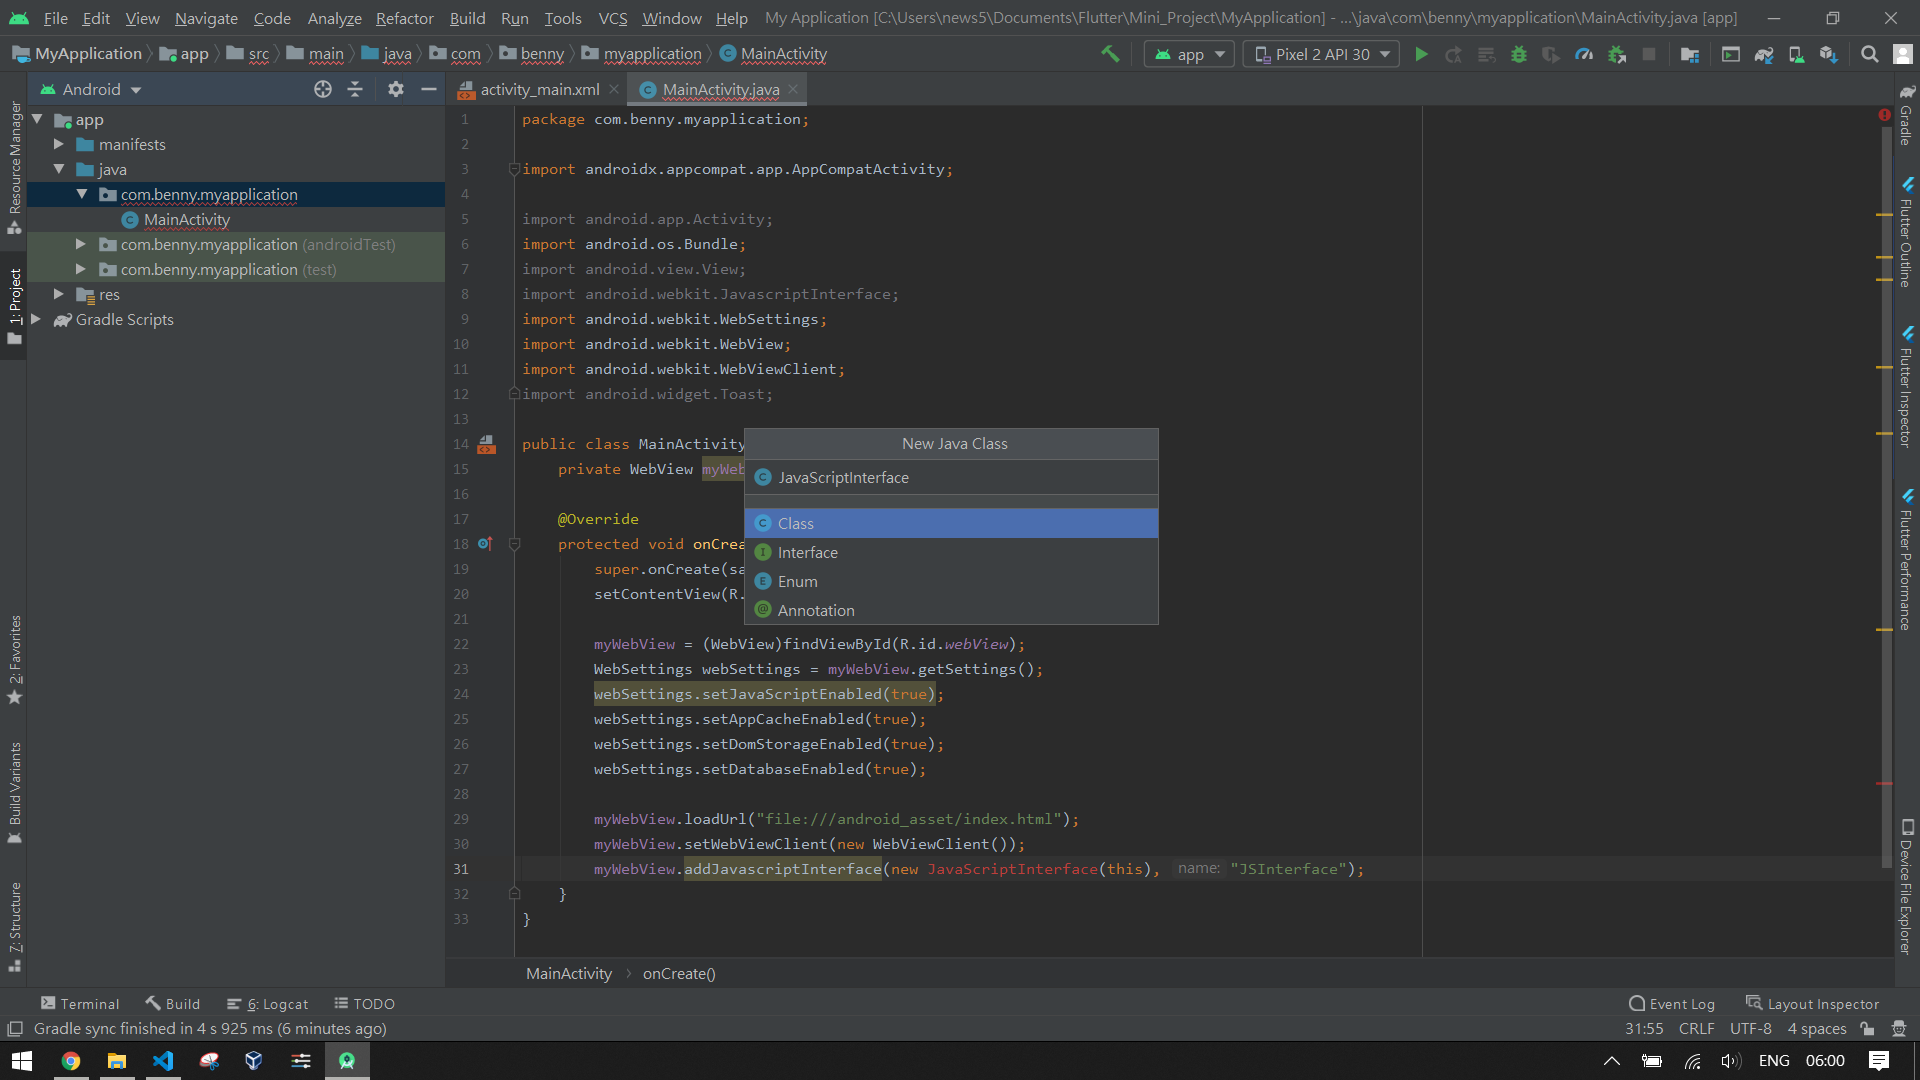 File Edit View Navigate Code Analyze Refactor Build Run Tools VCS Window Help My Application [C:\Users\news5\Documents\Flutter\Mini_Project\MyApplication] - ...\java\com\benny\myapplication\MainActivity.java [app]
MyApplication app src main java com benny myapplication MainActivity app Pixel 2 API 30
Android
activity_main.xml MainActivity.java
app
manifests
java
com.benny.myapplication
MainActivity
com.benny.myapplication (androidTest)
com.benny.myapplication (test)
res
Gradle Scripts
Resource Manager
1: Project
2: Favorites
Build Variants
7: Structure
1 package com.benny.myapplication;
2
3 import androidx.appcompat.app.AppCompatActivity;
4
5 import android.app.Activity;
6 import android.os.Bundle;
7 import android.view.View;
8 import android.webkit.JavascriptInterface;
9 import android.webkit.WebSettings;
10 import android.webkit.WebView;
11 import android.webkit.WebViewClient;
12 import android.widget.Toast;
13
14 public class MainActivity
15 private WebView myWeb
16
17 @Override
18 protected void onCrea
19 super.onCreate(sa
20 setContentView(R.
21
22 myWebView = (WebView)findViewById(R.id.webView);
23 WebSettings webSettings = myWebView.getSettings();
24 webSettings.setJavaScriptEnabled(true);
25 webSettings.setAppCacheEnabled(true);
26 webSettings.setDomStorageEnabled(true);
27 webSettings.setDatabaseEnabled(true);
28
29 myWebView.loadUrl("file:///android_asset/index.html");
30 myWebView.setWebViewClient(new WebViewClient());
31 myWebView.addJavascriptInterface(new JavaScriptInterface(this), name: "JSInterface");
32 }
33 }
New Java Class
JavaScriptInterface
Class
Interface
Enum
Annotation
Gradle
Flutter Outline
Flutter Inspector
Flutter Performance
Device File Explorer
MainActivity onCreate()
Terminal Build 6: Logcat TODO Event Log Layout Inspector
Gradle sync finished in 4 s 925 ms (6 minutes ago) 31:55 CRLF UTF-8 4 spaces
ENG 06:00